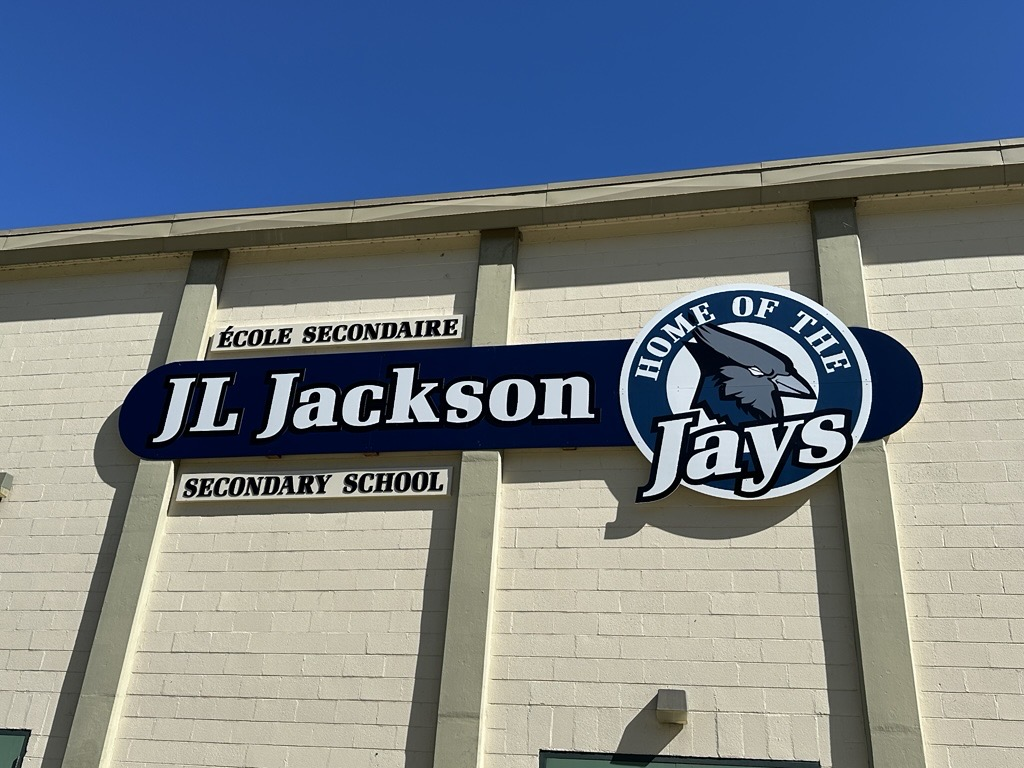 ÉCOLE SECONDAIRE
JL Jackson
SECONDARY SCHOOL
HOME OF THE
Jays